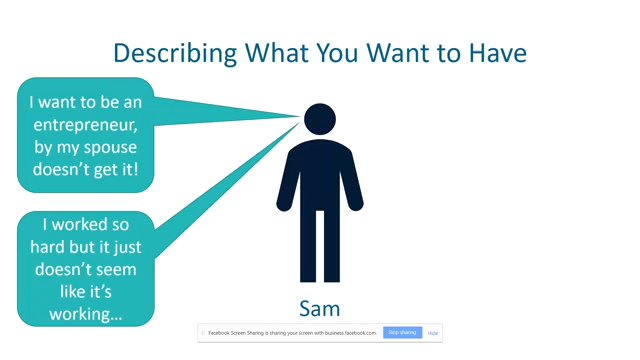 Describing What You Want to Have
I want to be an
entrepreneur,
by my spouse
doesn't get it!
I worked so
hard but it just
doesn't seem
like it's
working...
Sam
Facebook Screen Sharing is sharing your screen with business.facebook.com.
Stop sharing
Hide